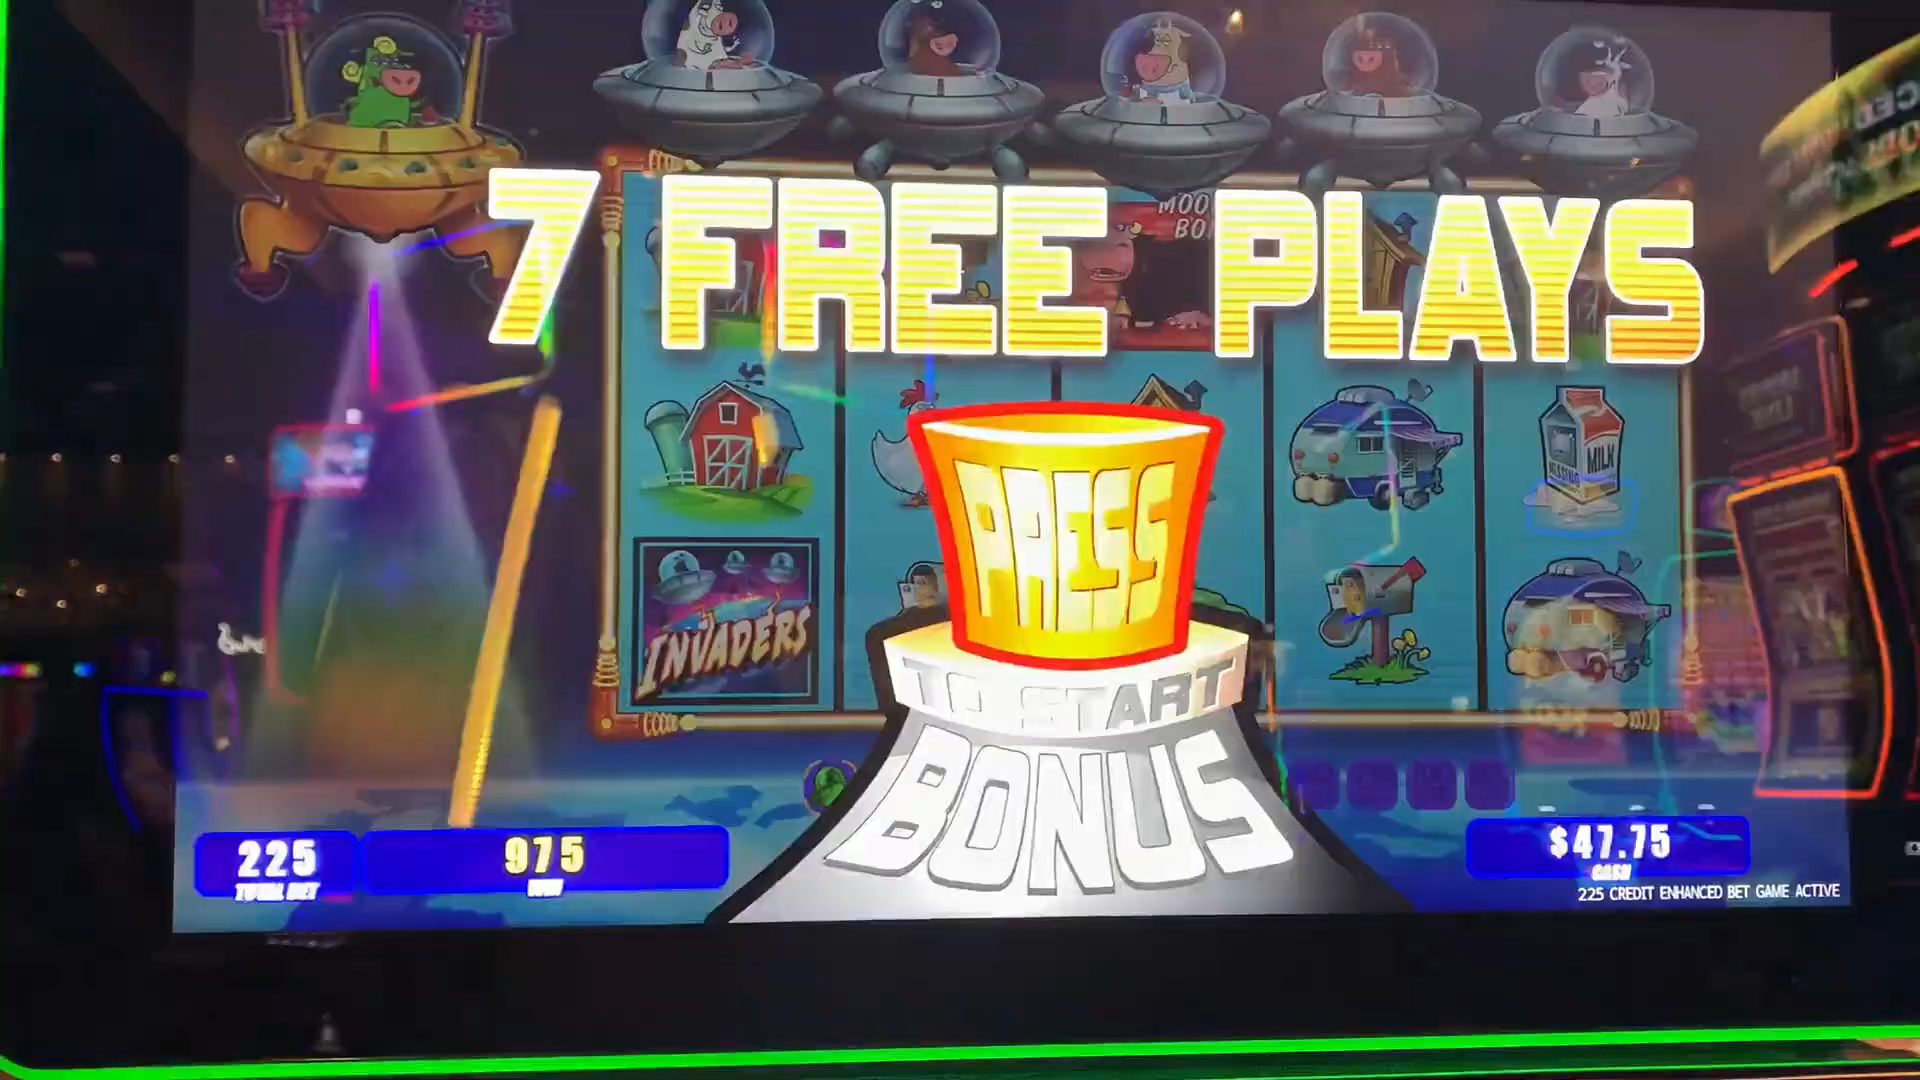 7 FREE PLAYS
MOO
BO
PRESS
TO START
BONUS
INVADERS
MISSING
MILK
225
TOTAL BET
975
WIN
$47.75
CASH
225 CREDIT ENHANCED BET GAME ACTIVE